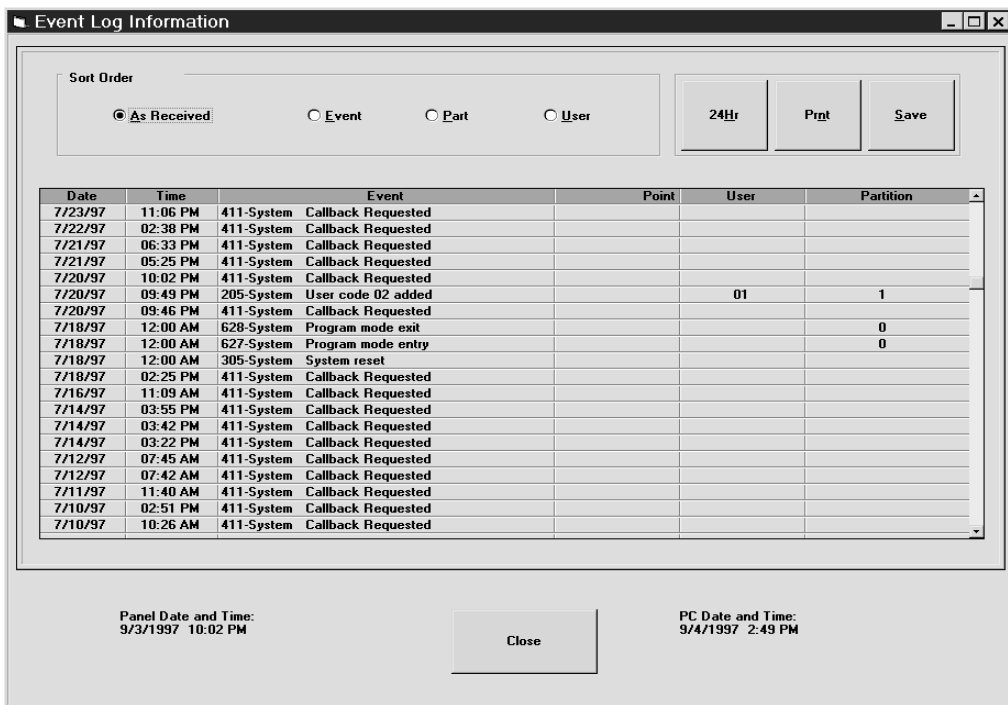 Event Log Information
Sort Order
As Received Event Part User 24Hr Prnt Save
Date Time Event Point User Partition
7/23/97 11:06 PM 411-System Callback Requested
7/22/97 02:38 PM 411-System Callback Requested
7/21/97 06:33 PM 411-System Callback Requested
7/21/97 05:25 PM 411-System Callback Requested
7/20/97 10:02 PM 411-System Callback Requested
7/20/97 09:49 PM 205-System User code 02 added 01 1
7/20/97 09:46 PM 411-System Callback Requested
7/18/97 12:00 AM 628-System Program mode exit 0
7/18/97 12:00 AM 627-System Program mode entry 0
7/18/97 12:00 AM 305-System System reset
7/18/97 02:25 PM 411-System Callback Requested
7/16/97 11:09 AM 411-System Callback Requested
7/14/97 03:55 PM 411-System Callback Requested
7/14/97 03:42 PM 411-System Callback Requested
7/14/97 03:22 PM 411-System Callback Requested
7/12/97 07:45 AM 411-System Callback Requested
7/12/97 07:42 AM 411-System Callback Requested
7/11/97 11:40 AM 411-System Callback Requested
7/10/97 02:51 PM 411-System Callback Requested
7/10/97 10:26 AM 411-System Callback Requested
Panel Date and Time:
9/3/1997 10:02 PM
Close
PC Date and Time:
9/4/1997 2:49 PM